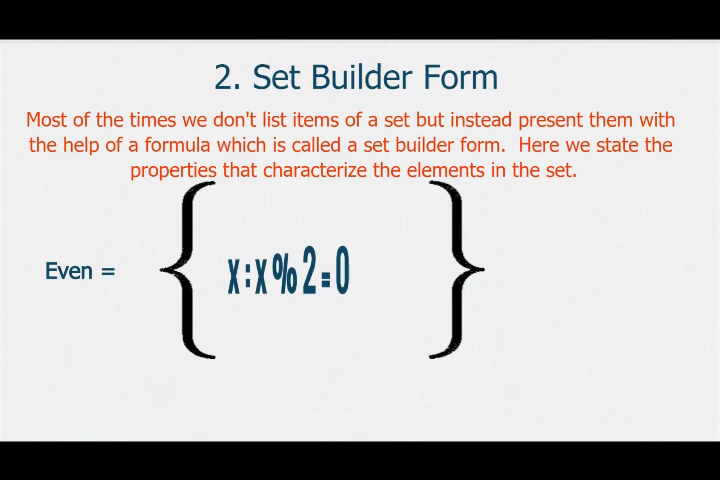 2. Set Builder Form
Most of the times we don't list items of a set but instead present them with
the help of a formula which is called a set builder form. Here we state the
properties that characterize the elements in the set.
Even = { x:x%2=0 }